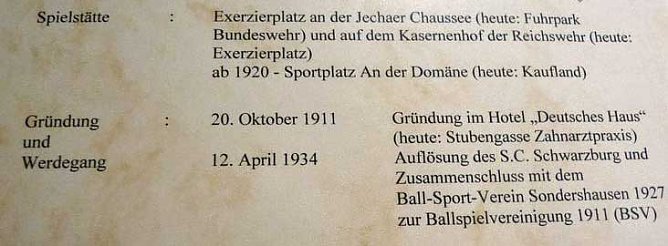 Spielstätte : Exerzierplatz an der Jechaer Chaussee (heute: Fuhrpark
Bundeswehr) und auf dem Kasernenhof der Reichswehr (heute:
Exerzierplatz)
ab 1920 - Sportplatz An der Domäne (heute: Kaufland)
Gründung : 20. Oktober 1911 Gründung im Hotel „Deutsches Haus“
und (heute: Stubengasse Zahnarztpraxis)
Werdegang 12. April 1934 Auflösung des S.C. Schwarzburg und
Zusammenschluss mit dem
Ball-Sport-Verein Sondershausen 1927
zur Ballspielvereinigung 1911 (BSV)